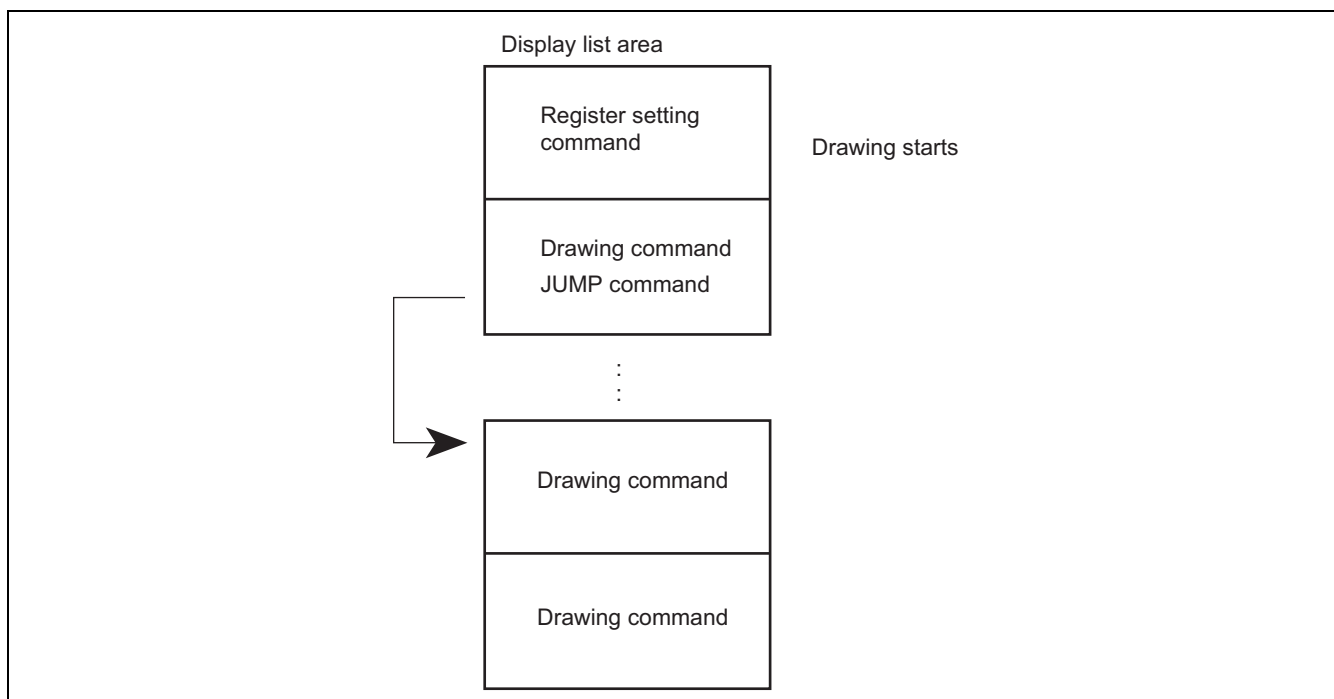 Display list area
Register setting
command
Drawing starts
Drawing command
JUMP command
:
:
Drawing command
Drawing command